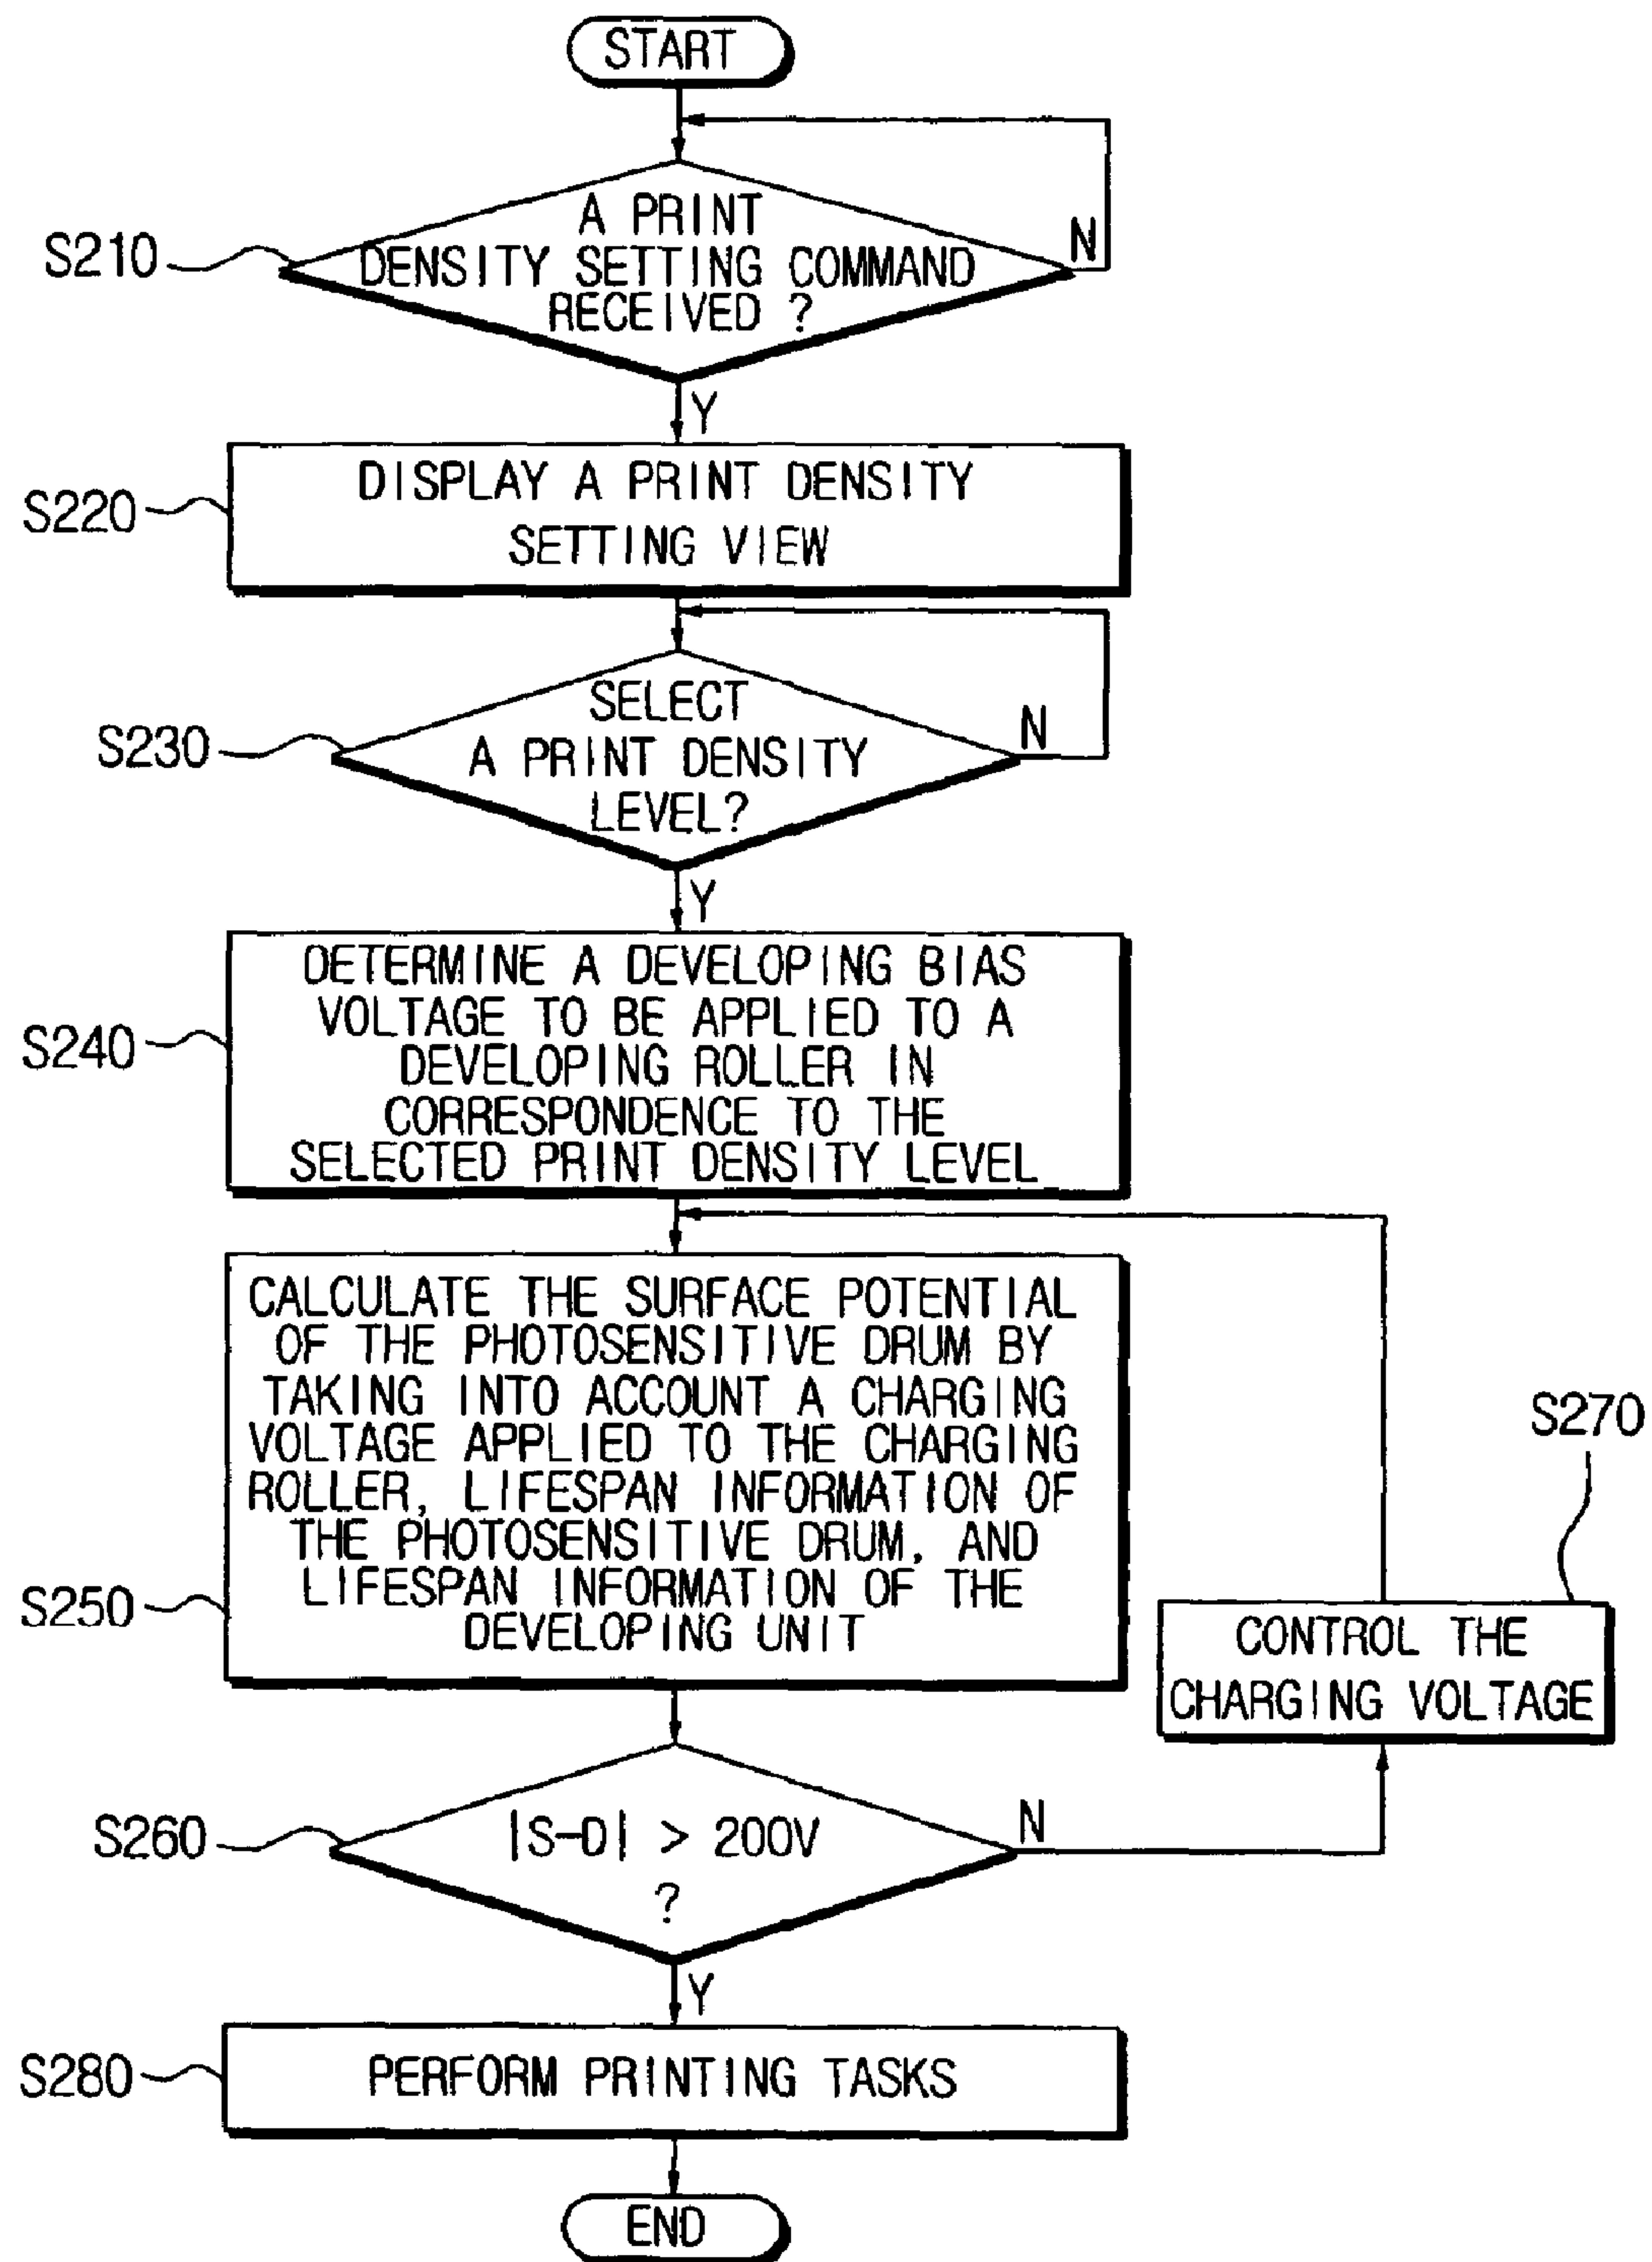 START
S210
A PRINT
DENSITY SETTING COMMAND
RECEIVED ?
N
Y
S220
DISPLAY A PRINT DENSITY
SETTING VIEW
S230
SELECT
A PRINT DENSITY
LEVEL?
N
Y
S240
DETERMINE A DEVELOPING BIAS
VOLTAGE TO BE APPLIED TO A
DEVELOPING ROLLER IN
CORRESPONDENCE TO THE
SELECTED PRINT DENSITY LEVEL
S250
CALCULATE THE SURFACE POTENTIAL
OF THE PHOTOSENSITIVE DRUM BY
TAKING INTO ACCOUNT A CHARGING
VOLTAGE APPLIED TO THE CHARGING
ROLLER, LIFESPAN INFORMATION OF
THE PHOTOSENSITIVE DRUM, AND
LIFESPAN INFORMATION OF THE
DEVELOPING UNIT
S270
CONTROL THE
CHARGING VOLTAGE
S260
|S-D| > 200V
?
N
Y
S280
PERFORM PRINTING TASKS
END